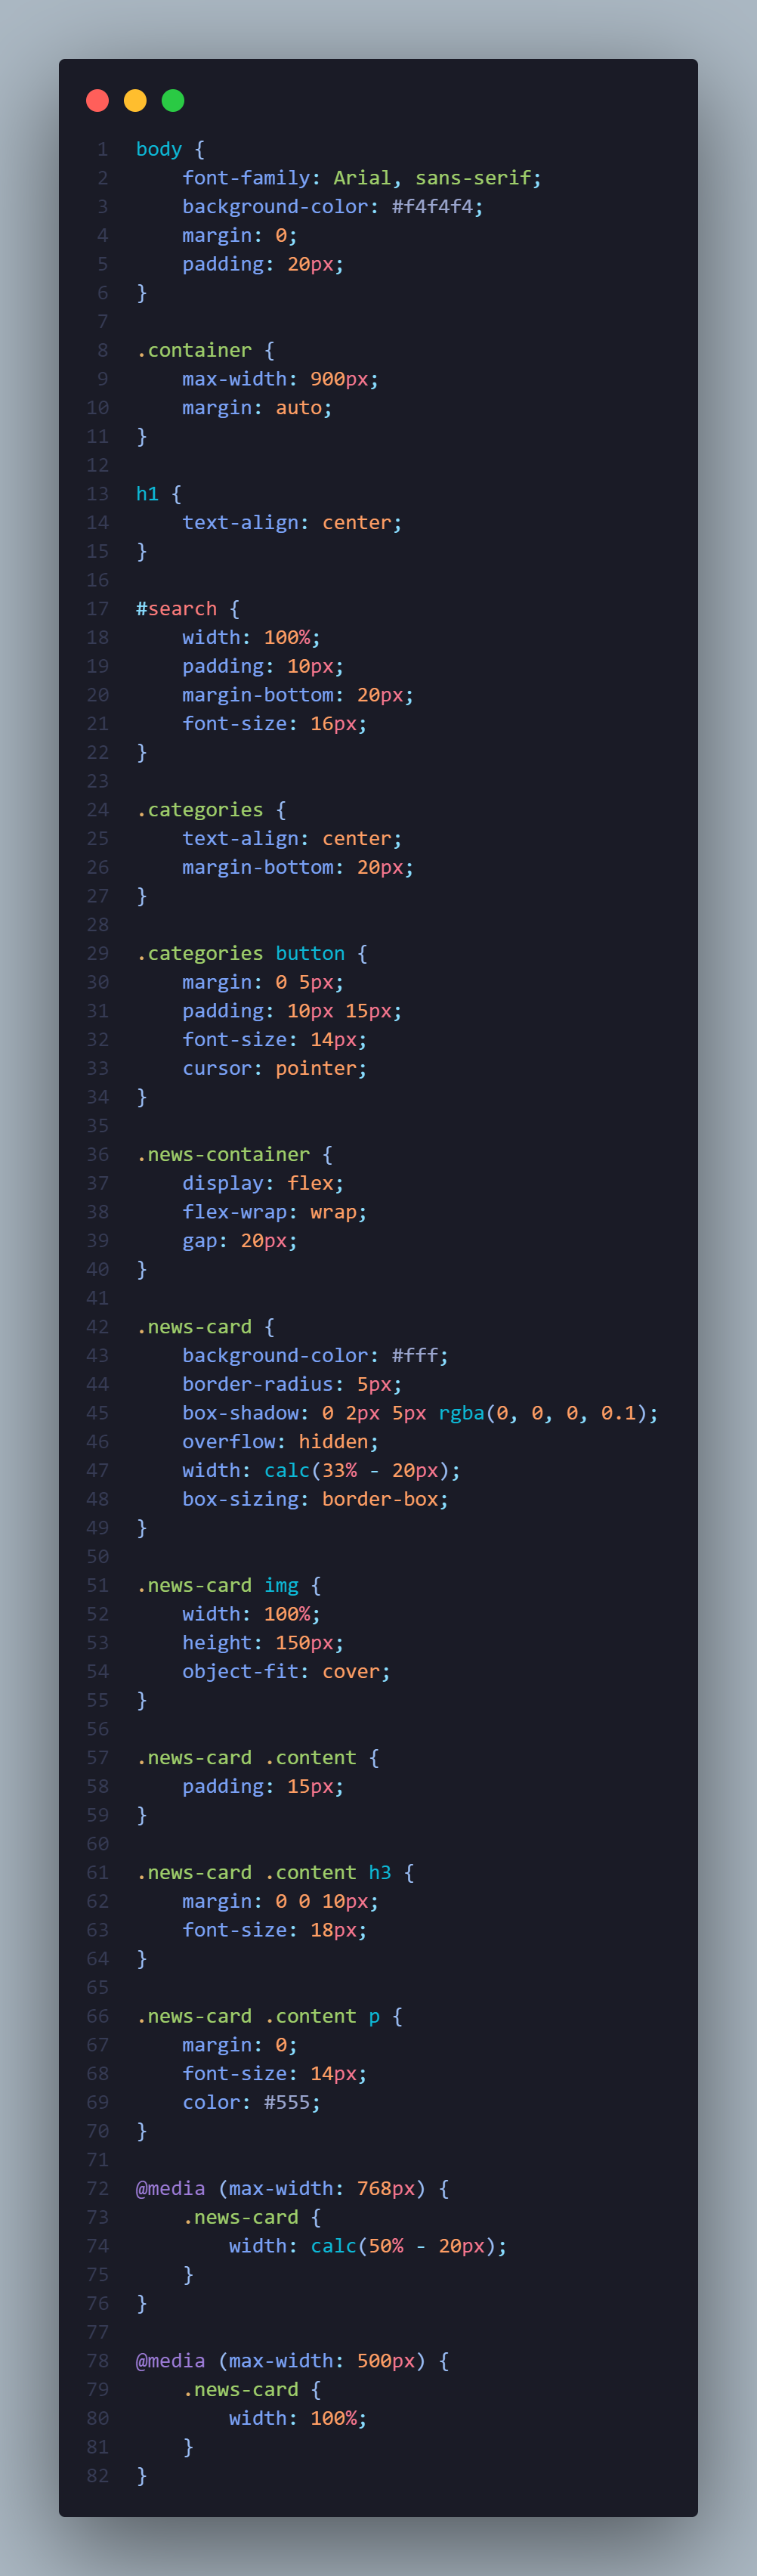 1 body {
2     font-family: Arial, sans-serif;
3     background-color: #f4f4f4;
4     margin: 0;
5     padding: 20px;
6 }
7
8 .container {
9     max-width: 900px;
10     margin: auto;
11 }
12
13 h1 {
14     text-align: center;
15 }
16
17 #search {
18     width: 100%;
19     padding: 10px;
20     margin-bottom: 20px;
21     font-size: 16px;
22 }
23
24 .categories {
25     text-align: center;
26     margin-bottom: 20px;
27 }
28
29 .categories button {
30     margin: 0 5px;
31     padding: 10px 15px;
32     font-size: 14px;
33     cursor: pointer;
34 }
35
36 .news-container {
37     display: flex;
38     flex-wrap: wrap;
39     gap: 20px;
40 }
41
42 .news-card {
43     background-color: #fff;
44     border-radius: 5px;
45     box-shadow: 0 2px 5px rgba(0, 0, 0, 0.1);
46     overflow: hidden;
47     width: calc(33% - 20px);
48     box-sizing: border-box;
49 }
50
51 .news-card img {
52     width: 100%;
53     height: 150px;
54     object-fit: cover;
55 }
56
57 .news-card .content {
58     padding: 15px;
59 }
60
61 .news-card .content h3 {
62     margin: 0 0 10px;
63     font-size: 18px;
64 }
65
66 .news-card .content p {
67     margin: 0;
68     font-size: 14px;
69     color: #555;
70 }
71
72 @media (max-width: 768px) {
73     .news-card {
74         width: calc(50% - 20px);
75     }
76 }
77
78 @media (max-width: 500px) {
79     .news-card {
80         width: 100%;
81     }
82 }